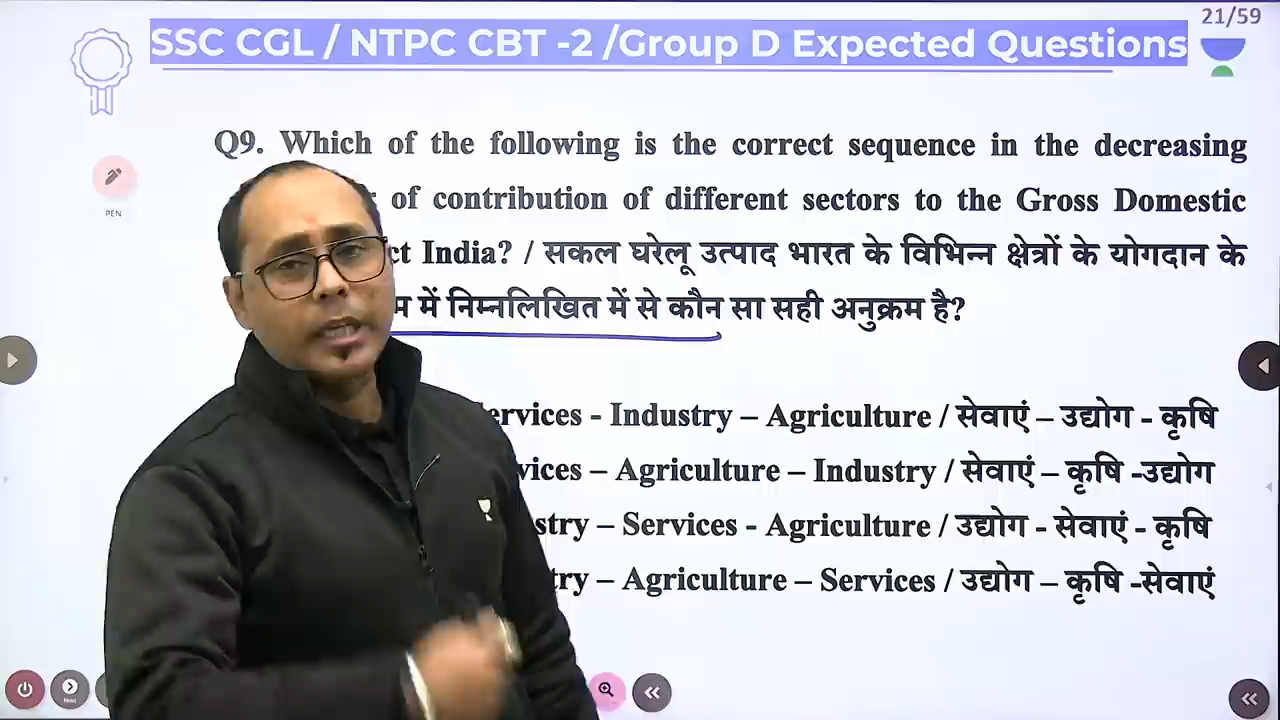 21/59
SSC CGL / NTPC CBT -2 /Group D Expected Questions
Q9. Which of the following is the correct sequence in the decreasing
PEN
of contribution of different sectors to the Gross Domestic
India? / सकल घरेलू उत्पाद भारत के विभिन्न क्षेत्रों के योगदान के
में निम्नलिखित में से कौन सा सही अनुक्रम है?
ervices - Industry – Agriculture / सेवाएं – उद्योग - कृषि
vices – Agriculture – Industry / सेवाएं – कृषि -उद्योग
stry – Services - Agriculture / उद्योग - सेवाएं - कृषि
try – Agriculture – Services / उद्योग – कृषि -सेवाएं
Next